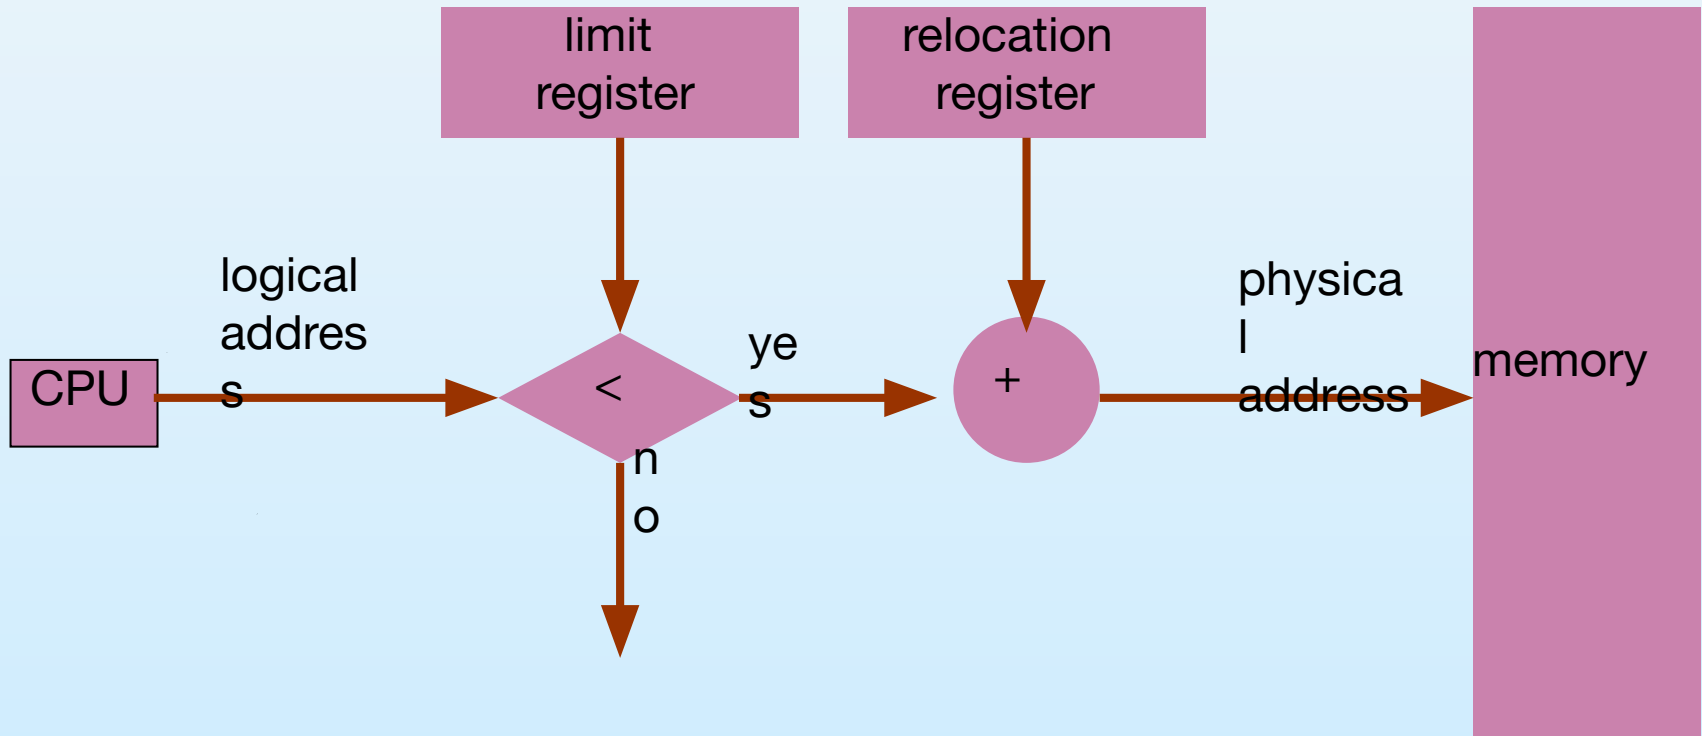 limit
register
relocation
register
logical
addres
s
CPU
<
ye
s
n
o
+
physica
l
address
memory